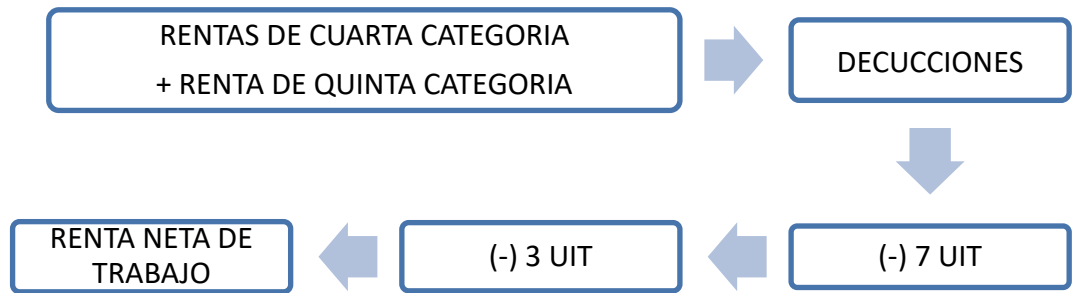 RENTAS DE CUARTA CATEGORIA
+ RENTA DE QUINTA CATEGORIA
DECUCCIONES
(-) 7 UIT
(-) 3 UIT
RENTA NETA DE
TRABAJO